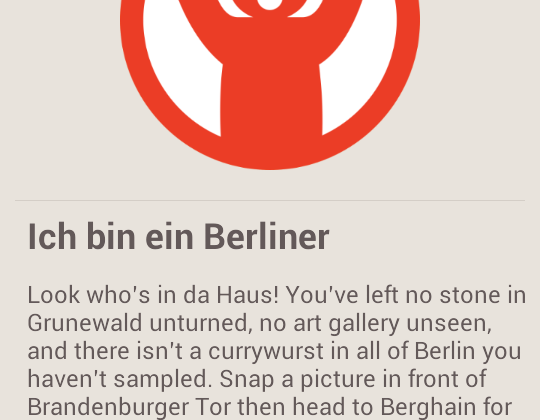 Ich bin ein Berliner
Look who's in da Haus! You've left no stone in
Grunewald unturned, no art gallery unseen,
and there isn't a currywurst in all of Berlin you
haven't sampled. Snap a picture in front of
Brandenburger Tor then head to Berghain for